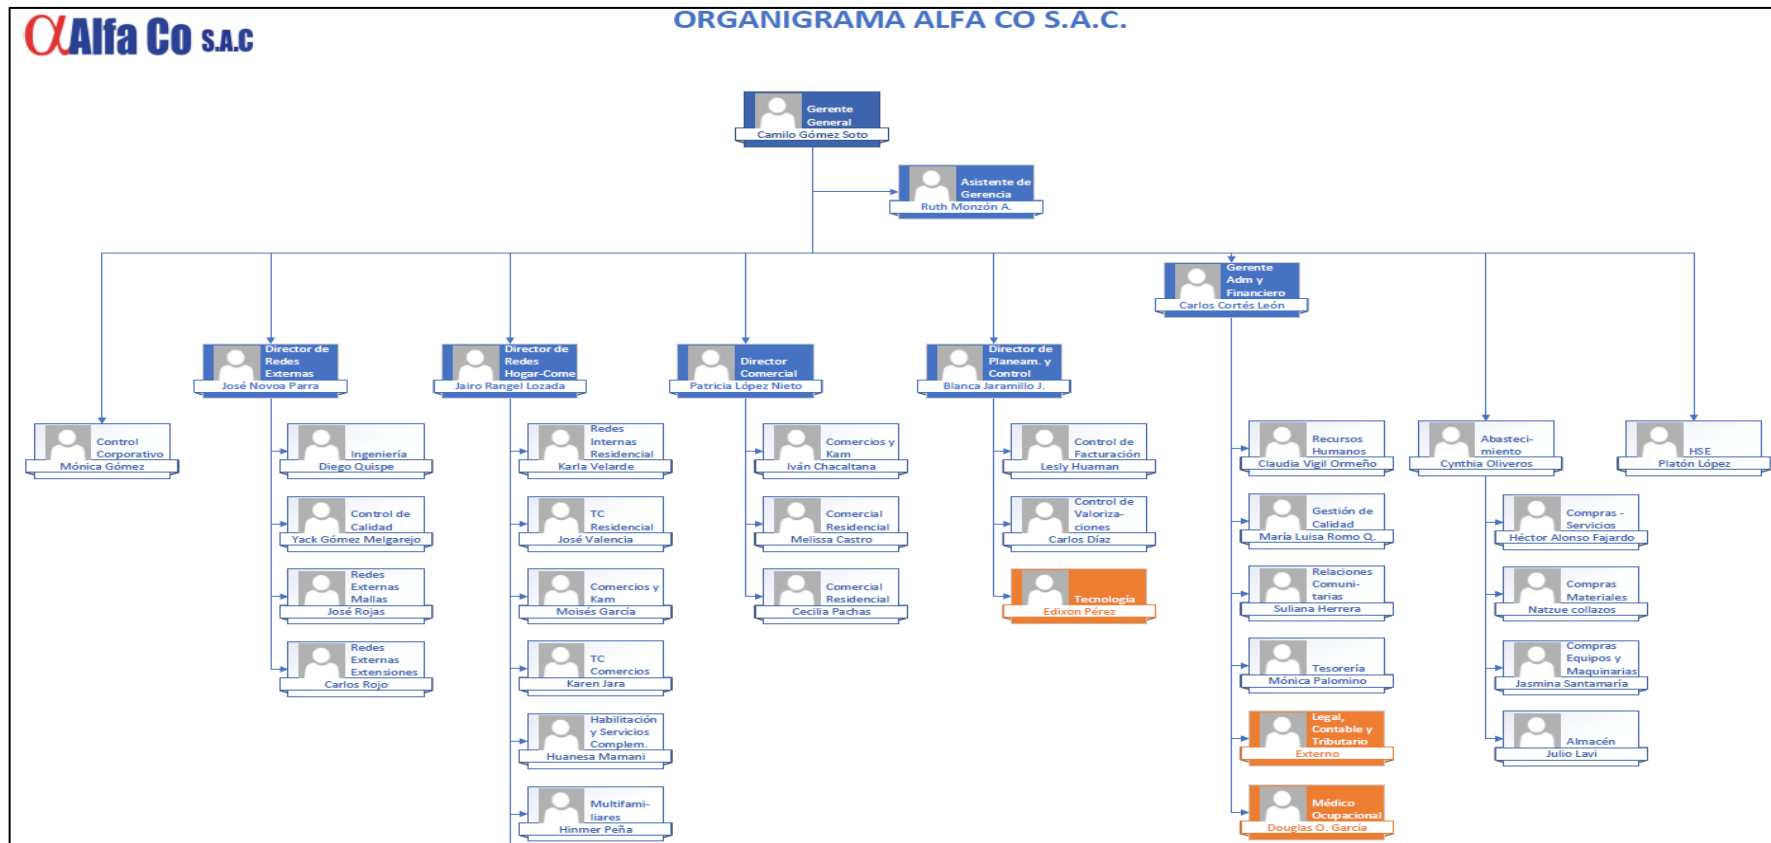 ORGANIGRAMA ALFA CO S.A.C.
αAlfa Co S.A.C
Gerente
General
Camilo Gómez Soto
Asistente de
Gerencia
Ruth Monzón A.
Gerente
Adm y
Financiero
Carlos Cortés León
Director de
Redes
Externas
José Novoa Parra
Director de
Redes
Hogar-Come
Jairo Rangel Lozada
Director
Comercial
Patricia López Nieto
Director de
Planeam. y
Control
Blanca Jaramillo J.
Control
Corporativo
Mónica Gómez
Ingeniería
Diego Quispe
Control de
Calidad
Yack Gómez Melgarejo
Redes
Externas
Mallas
José Rojas
Redes
Externas
Extensiones
Carlos Rojo
Redes
Internas
Residencial
Karla Velarde
TC
Residencial
José Valencia
Comercios y
Kam
Moisés García
TC
Comercios
Karen Jara
Habilitación
y Servicios
Complem.
Huanesa Mamani
Multifami-
liares
Hinmer Peña
Comercios y
Kam
Iván Chacaltana
Comercial
Residencial
Melissa Castro
Comercial
Residencial
Cecilia Pachas
Control de
Facturación
Lesly Huaman
Control de
Valoriza-
ciones
Carlos Díaz
Tecnología
Edixon Pérez
Recursos
Humanos
Claudia Vigil Ormeño
Gestión de
Calidad
María Luisa Romo Q.
Relaciones
Comuni-
tarias
Suliana Herrera
Tesorería
Mónica Palomino
Legal,
Contable y
Tributario
Externo
Médico
Ocupacional
Douglas O. García
Abasteci-
miento
Cynthia Oliveros
Compras -
Servicios
Héctor Alonso Fajardo
Compras
Materiales
Natzue collazos
Compras
Equipos y
Maquinarias
Jasmina Santamaría
Almacén
Julio Lavi
HSE
Platón López